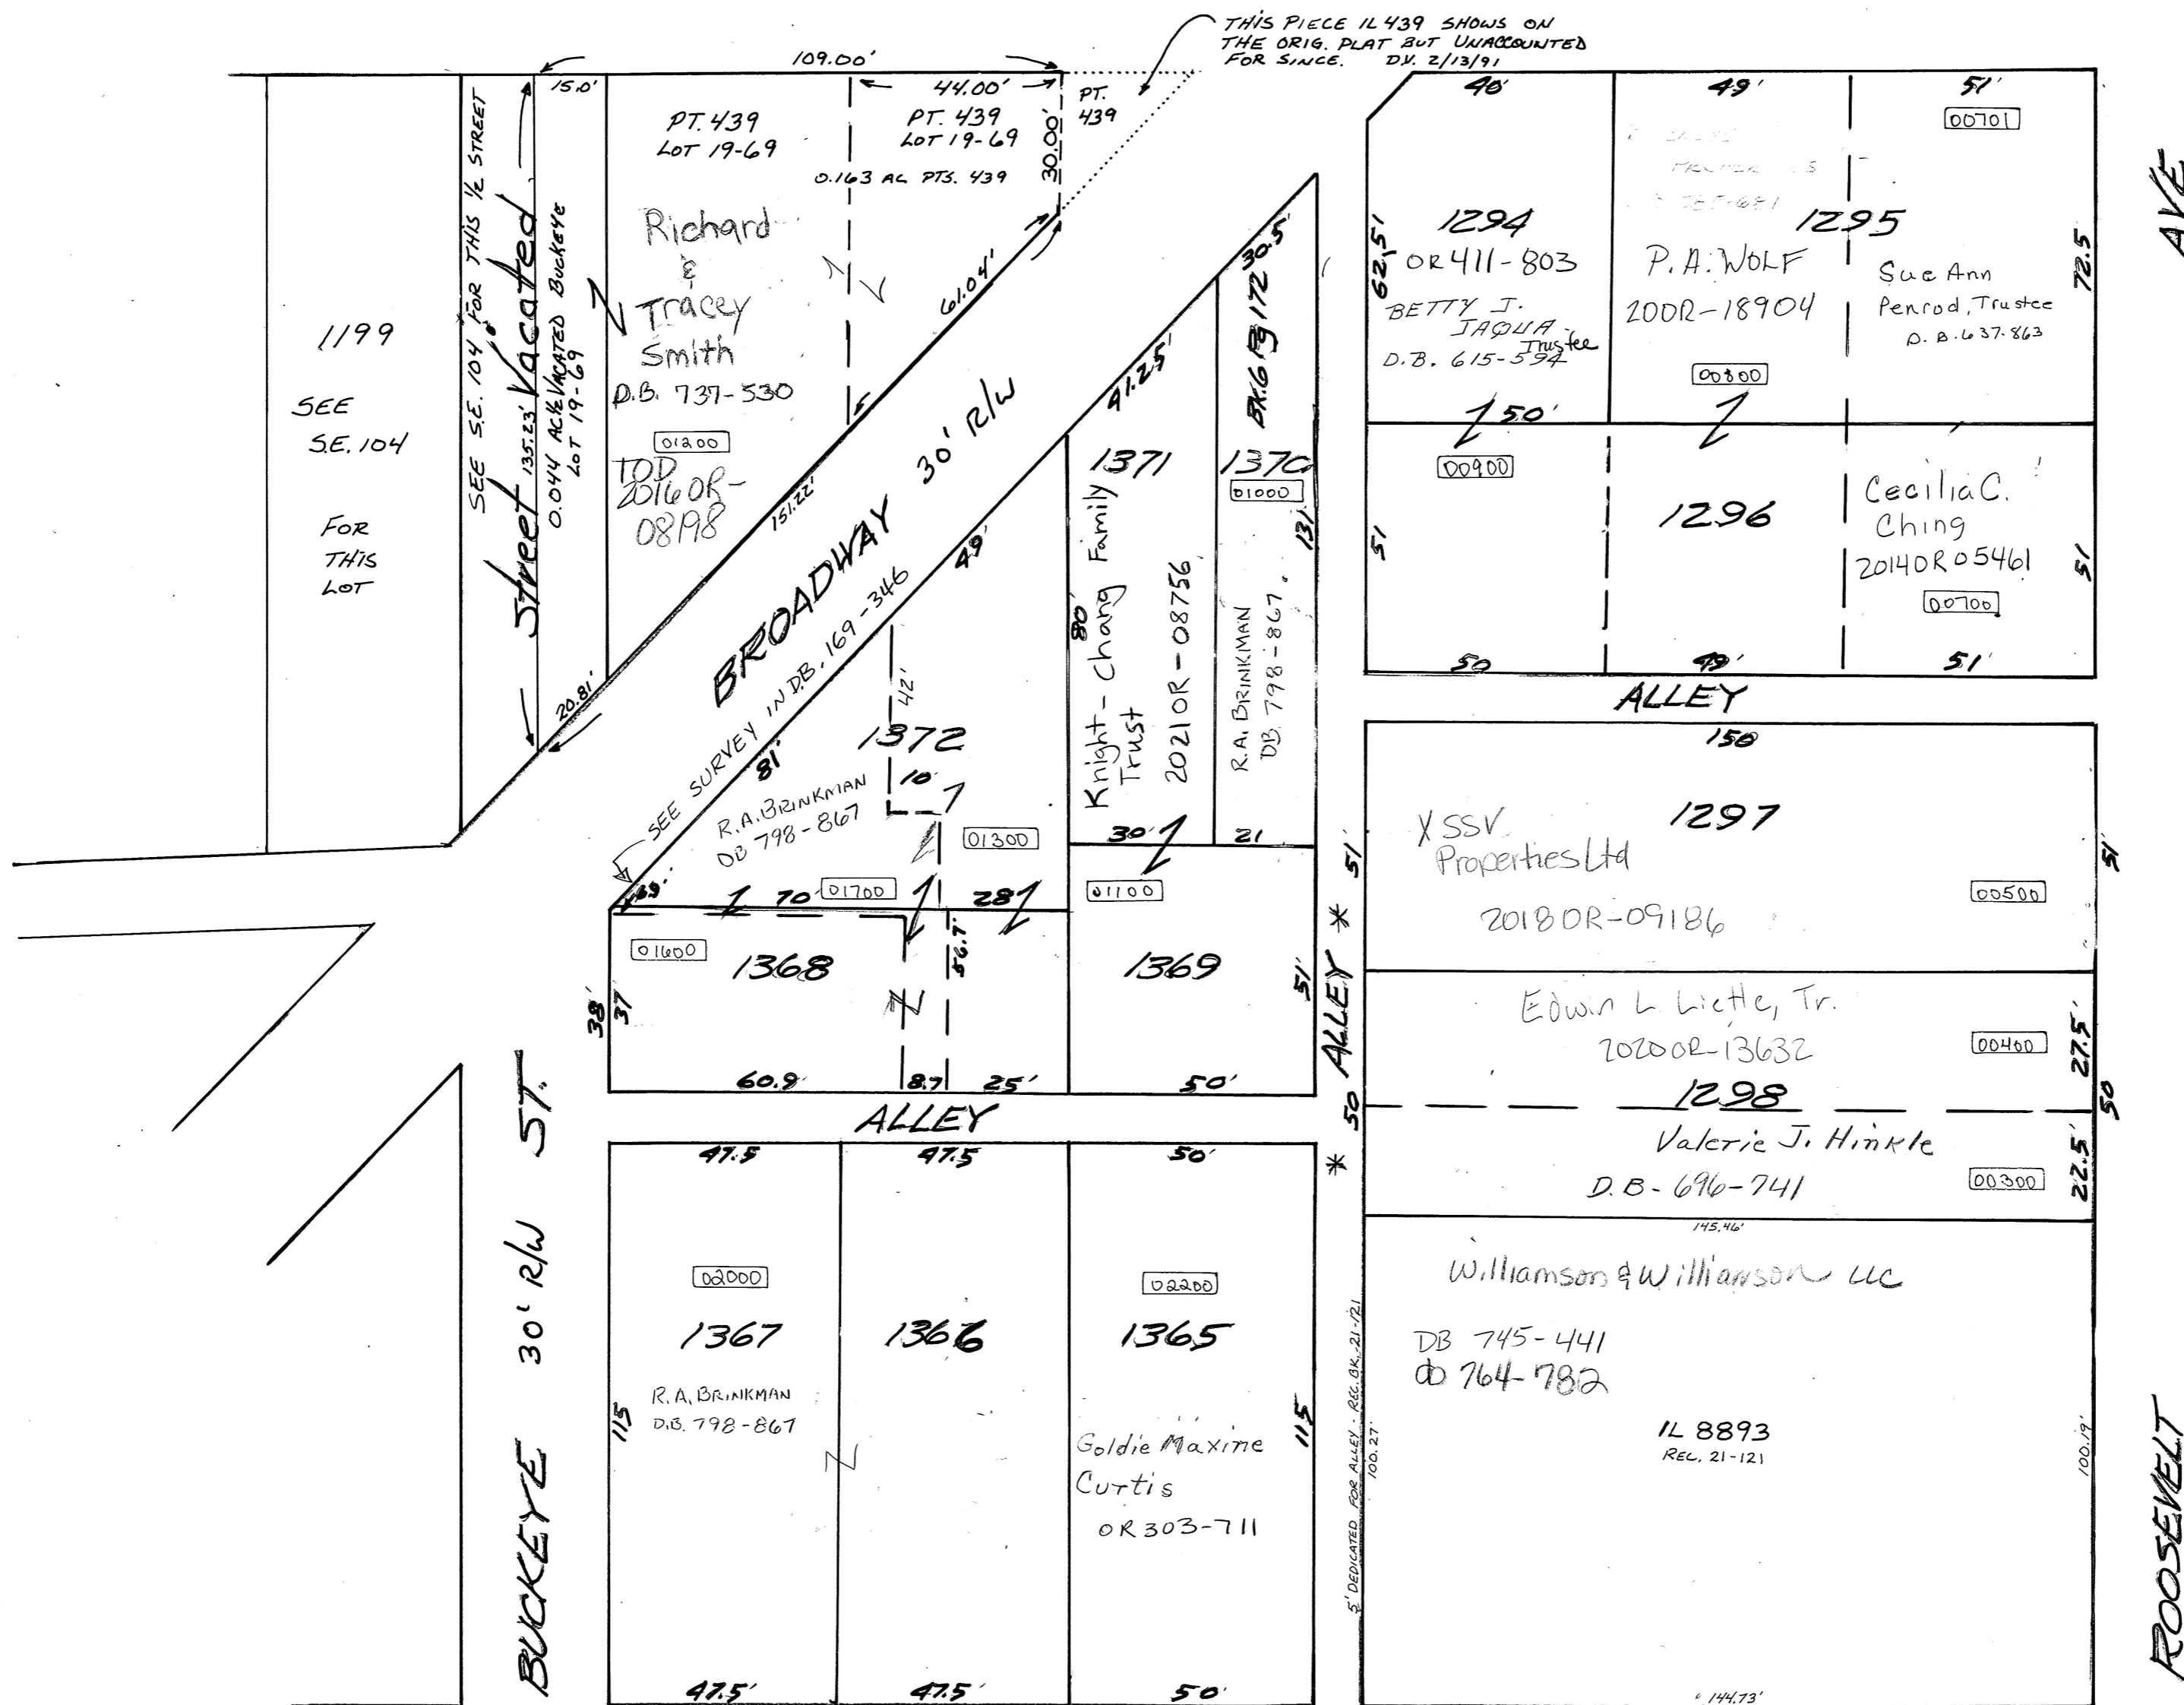 THIS PIECE IL 439 SHOWS ON
THE ORIG. PLAT BUT UNACCOUNTED
FOR SINCE. DV. 2/13/91
109.00'
15.0'
44.00'
PT. 439
LOT 19-69
PT. 439
LOT 19-69
PT.
439
30.00'
0.163 AC PTS. 439
Richard
&
Tracey
Smith
D.B. 737-530
01200
TOD
2016 OR-
08198
1199
SEE
S.E. 104
FOR
THIS
LOT
SEE S.E. 104 FOR THIS 1/2 STREET
Street Vacated
135.23'
0.044 AC 1/2 VACATED BUCKEYE
LOT 19-69
61.04'
151.22'
20.81'
BROADWAY 30' R/W
SEE SURVEY IN D.B. 169-346
30.5'
41.25'
49'
81'
BK.6 Pg 172
1371
1370
01000
131
80'
Knight-Chang Family
Trust
2021OR-08756
R.A. BRINKMAN
DB 798-867
30'
21
42'
1372
10'
R.A. BRINKMAN
DB 798-867
01300
01700
70
28
01100
01600
1368
56.7'
1369
51'
38'
37
60.9'
8.7
25'
50'
ALLEY
40'
49'
51'
00701
1294
OR 411-803
BETTY J.
JAQUA
Trustee
D.B. 615-594
62.51
1295
P.A. WOLF
200R-18904
00800
Sue Ann
Penrod, Trustee
D.B. 637-863
72.5
AVE
50'
00900
1296
Cecilia C.
Ching
2014OR05461
00700
51
51
50
49'
51'
ALLEY
150
1297
XSSV
Properties Ltd
2018OR-09186
00500
51'
51'
ALLEY
*
50
*
Edwin L. Lietle, Tr.
2020OR-13632
00400
27.5'
1298
50
Valerie J. Hinkle
D.B-696-741
00300
22.5'
145.46'
Williamson & Williamson LLC
DB 745-441
DB 764-782
IL 8893
REC. 21-121
100.27'
100.19'
144.73'
5' DEDICATED FOR ALLEY - REC. BK. 21-121
BUCKEYE 30' R/W ST.
47.5
47.5
50'
02000
02200
1367
1366
1365
R.A. BRINKMAN
D.B. 798-867
Goldie Maxine
Curtis
OR 303-711
115
115
47.5'
47.5'
50'
ROOSEVELT